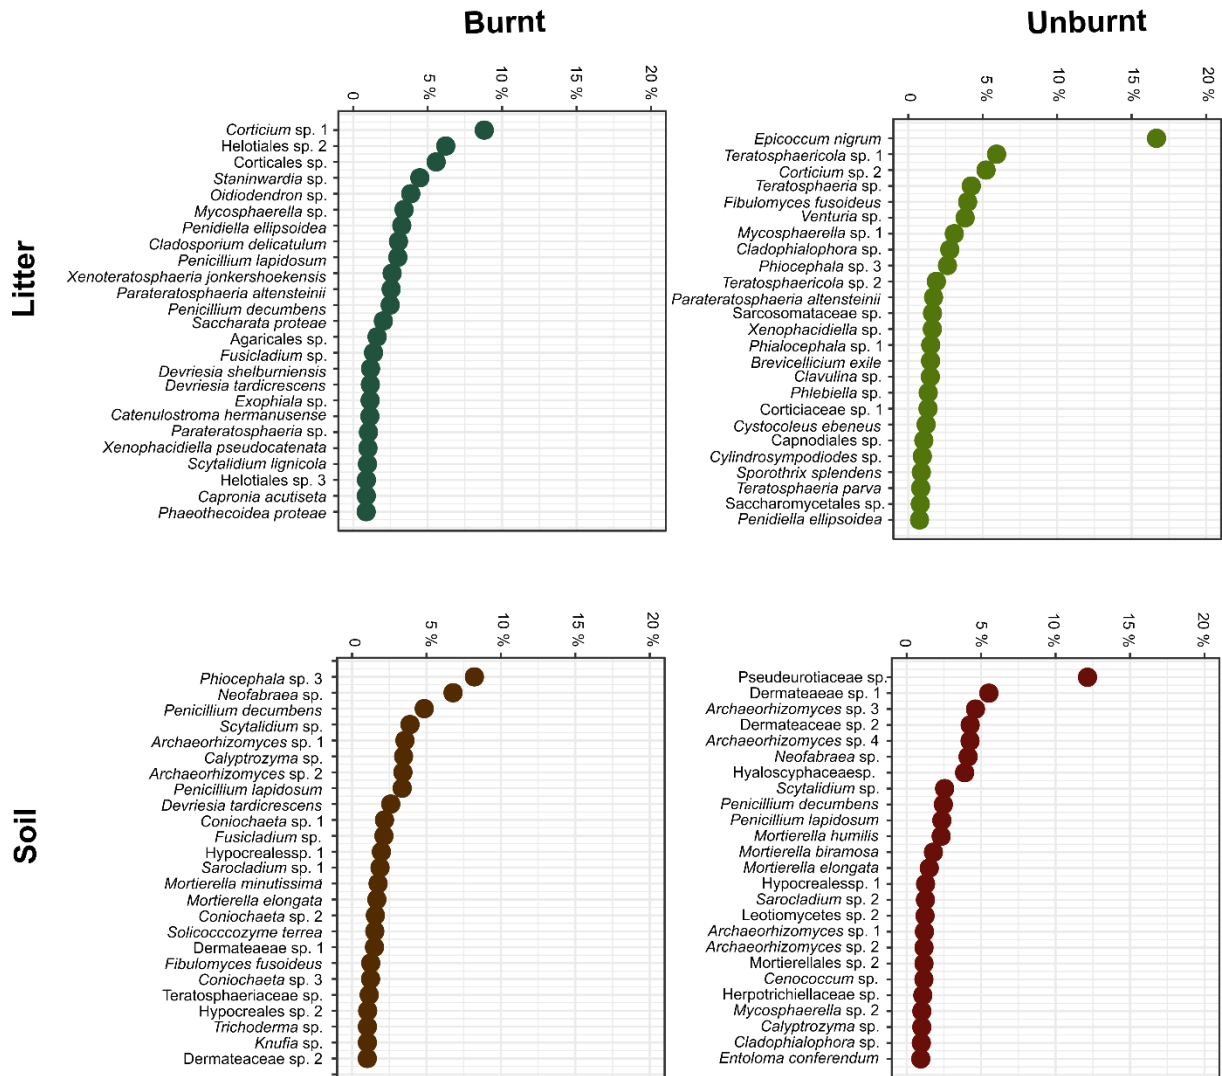 Burnt
Unburnt
Litter
0
5 %
10 %
15 %
20 %
Corticium sp. 1
Helotiales sp. 2
Corticales sp.
Staninwardia sp.
Oidiodendron sp.
Mycosphaerella sp.
Penidiella ellipsoidea
Cladosporium delicatulum
Penicillium lapidosum
Xenoteratosphaeria jonkershoekensis
Parateratosphaeria altensteinii
Penicillium decumbens
Saccharata proteae
Agaricales sp.
Fusicladium sp.
Devriesia shelburniensis
Devriesia tardicrescens
Exophiala sp.
Catenulostroma hermanusense
Parateratosphaeria sp.
Xenophacidiella pseudocatenata
Scytalidium lignicola
Helotiales sp. 3
Capronia acutiseta
Phaeothecoidea proteae
0
5 %
10 %
15 %
20 %
Epicoccum nigrum
Teratosphaericola sp. 1
Corticium sp. 2
Teratosphaeria sp.
Fibulomyces fusoideus
Venturia sp.
Mycosphaerella sp. 1
Cladophialophora sp.
Phiocephala sp. 3
Teratosphaericola sp. 2
Parateratosphaeria altensteinii
Sarcosomataceae sp.
Xenophacidiella sp.
Phialocephala sp. 1
Brevicellicium exile
Clavulina sp.
Phlebiella sp.
Corticiaceae sp. 1
Cystocoleus ebeneus
Capnodiales sp.
Cylindrosympodiodes sp.
Sporothrix splendens
Teratosphaeria parva
Saccharomycetales sp.
Penidiella ellipsoidea
Soil
0
5 %
10 %
15 %
20 %
Phiocephala sp. 3
Neofabraea sp.
Penicillium decumbens
Scytalidium sp.
Archaeorhizomyces sp. 1
Calyptrozyma sp.
Archaeorhizomyces sp. 2
Penicillium lapidosum
Devriesia tardicrescens
Coniochaeta sp. 1
Fusicladium sp.
Hypocrealessp. 1
Sarocladium sp. 1
Mortierella minutissima
Mortierella elongata
Coniochaeta sp. 2
Solicocccozyme terrea
Dermateaeae sp. 1
Fibulomyces fusoideus
Coniochaeta sp. 3
Teratosphaeriaceae sp.
Hypocreales sp. 2
Trichoderma sp.
Knufia sp.
Dermateaceae sp. 2
0
5 %
10 %
15 %
20 %
Pseudeurotiaceae sp.
Dermateaeae sp. 1
Archaeorhizomyces sp. 3
Dermateaceae sp. 2
Archaeorhizomyces sp. 4
Neofabraea sp.
Hyaloscyphaceaesp.
Scytalidium sp.
Penicillium decumbens
Penicillium lapidosum
Mortierella humilis
Mortierella biramosa
Mortierella elongata
Hypocrealessp. 1
Sarocladium sp. 2
Leotiomycetes sp. 2
Archaeorhizomyces sp. 1
Archaeorhizomyces sp. 2
Mortierellales sp. 2
Cenococcum sp.
Herpotrichiellaceae sp.
Mycosphaerella sp. 2
Calyptrozyma sp.
Cladophialophora sp.
Entoloma conferendum